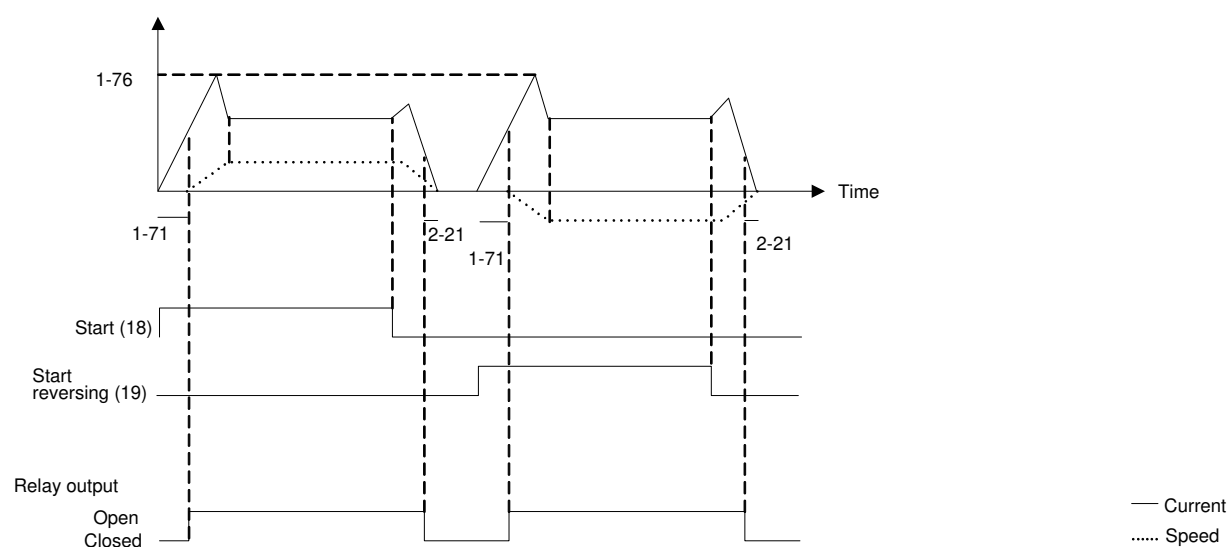 1-76
Time
1-71
2-21
1-71
2-21
Start (18)
Start
reversing (19)
Relay output
Open
Closed
Current
Speed